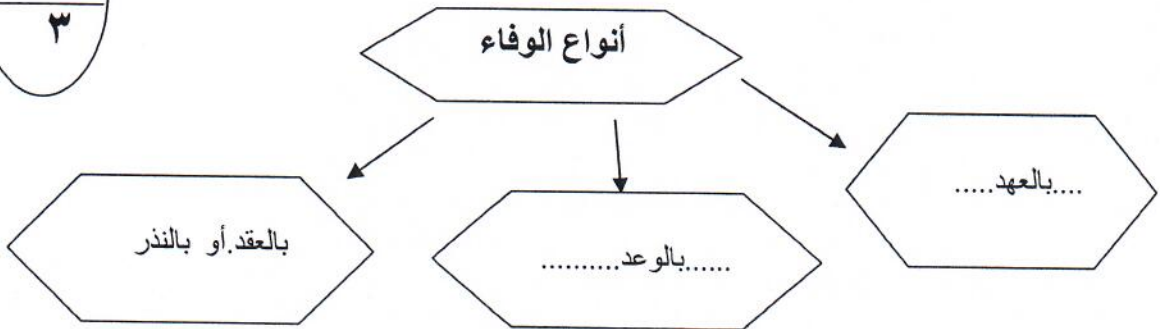 ٣
أنواع الوفاء
....بالعهد.....
......بالوعد..........
بالعقد.أو بالنذر